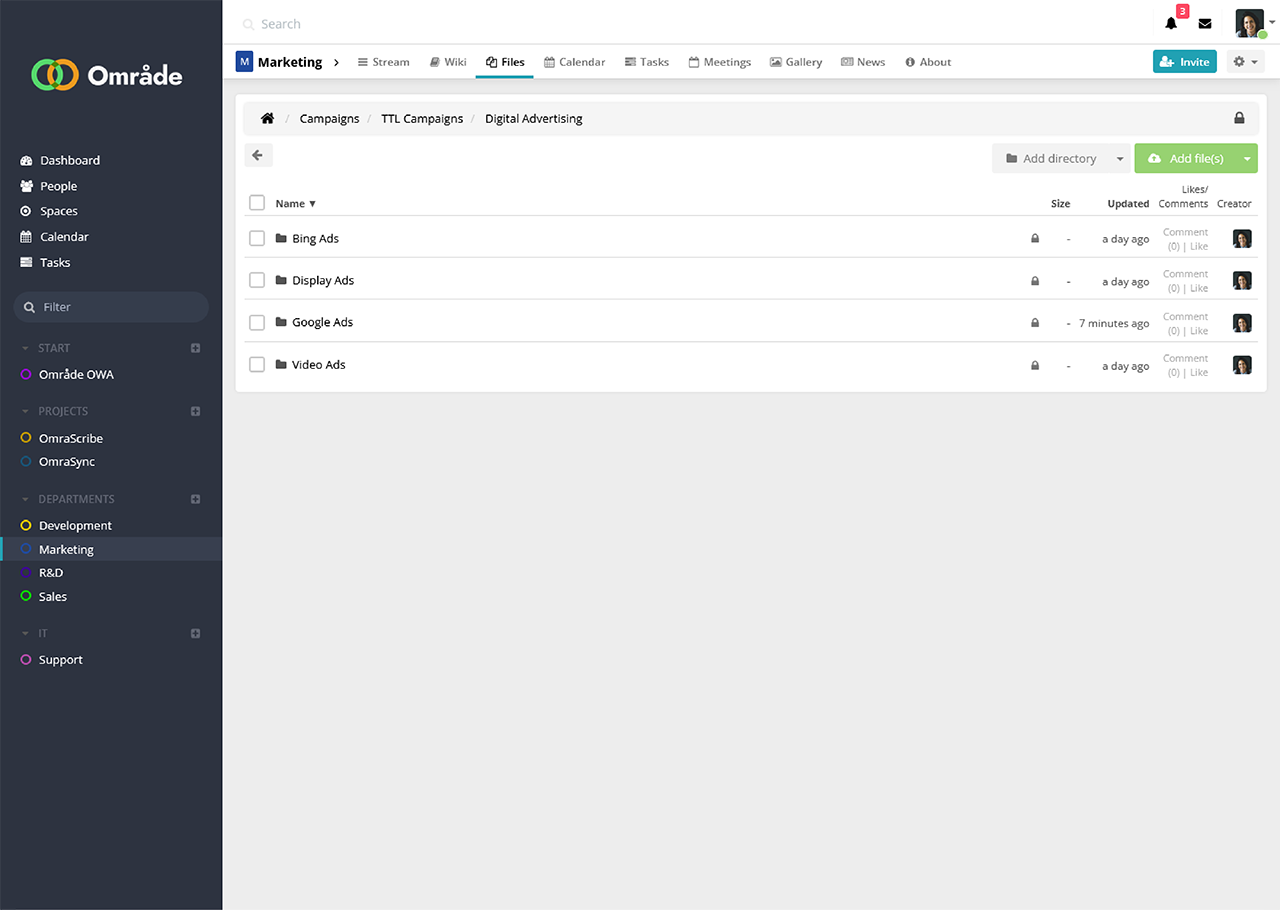 Område
Dashboard
People
Spaces
Calendar
Tasks
Filter
START
Område OWA
PROJECTS
OmraScribe
OmraSync
DEPARTMENTS
Development
Marketing
R&D
Sales
IT
Support
Search
3
M Marketing Stream Wiki Files Calendar Tasks Meetings Gallery News About Invite
/ Campaigns / TTL Campaigns / Digital Advertising
Add directory Add file(s)
Likes/
Name ▼ Size Updated Comments Creator
Bing Ads - a day ago Comment
(0) | Like
Display Ads - a day ago Comment
(0) | Like
Google Ads - 7 minutes ago Comment
(0) | Like
Video Ads - a day ago Comment
(0) | Like